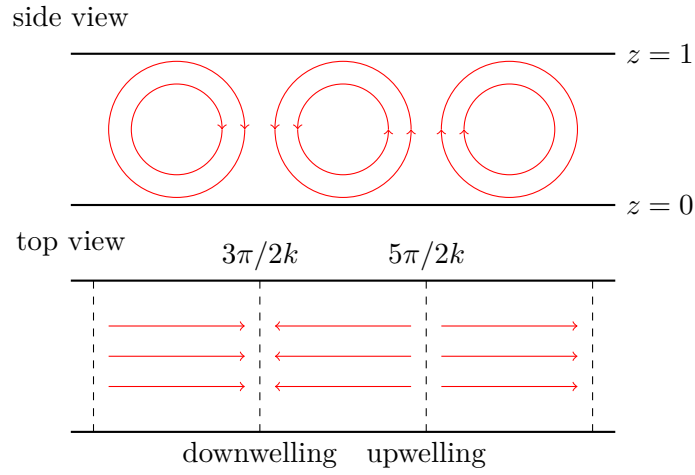 side view
z = 1
z = 0
top view
3π/2k 5π/2k
downwelling upwelling